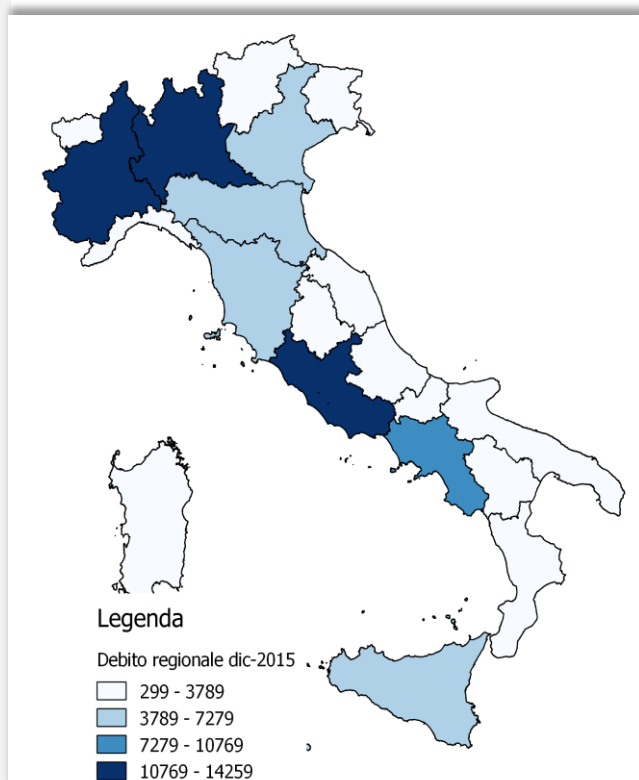 Legenda
Debito regionale dic-2015
299 - 3789
3789 - 7279
7279 - 10769
10769 - 14259